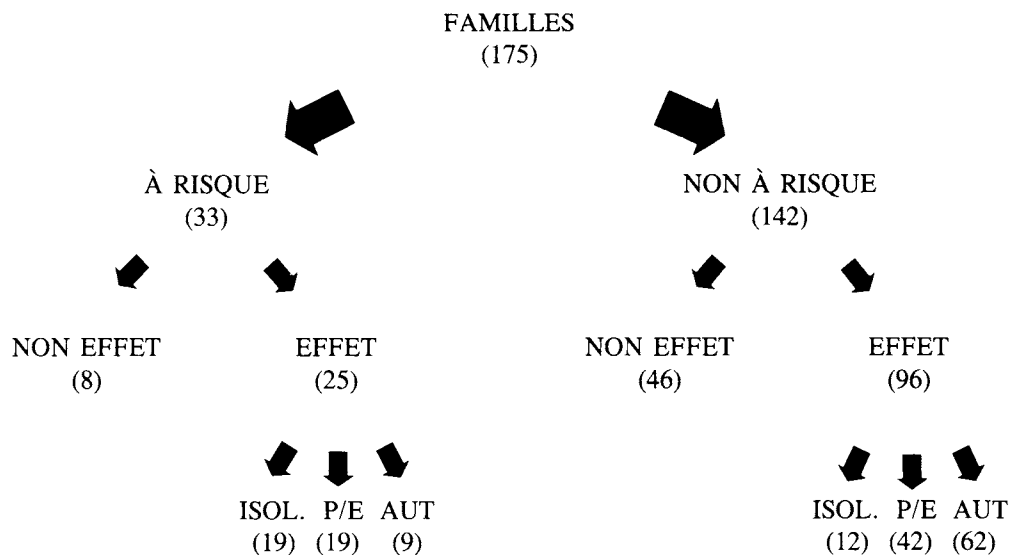 FAMILLES
(175)
À RISQUE
(33)
NON À RISQUE
(142)
NON EFFET
(8)
EFFET
(25)
NON EFFET
(46)
EFFET
(96)
ISOL. P/E AUT
(19) (19) (9)
ISOL. P/E AUT
(12) (42) (62)